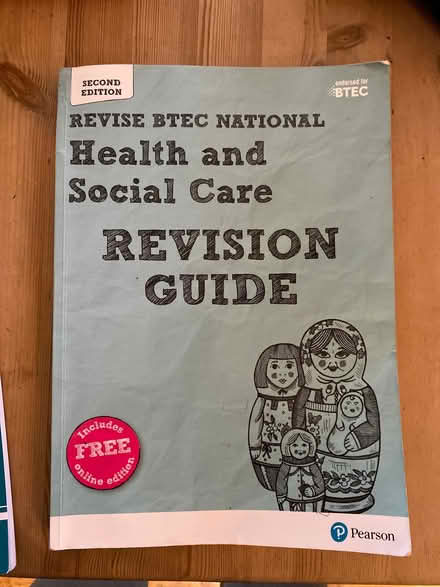 SECOND
EDITION
endorsed for
BTEC
REVISE BTEC NATIONAL
Health and
Social Care
REVISION
GUIDE
Includes
FREE
online edition
Pearson